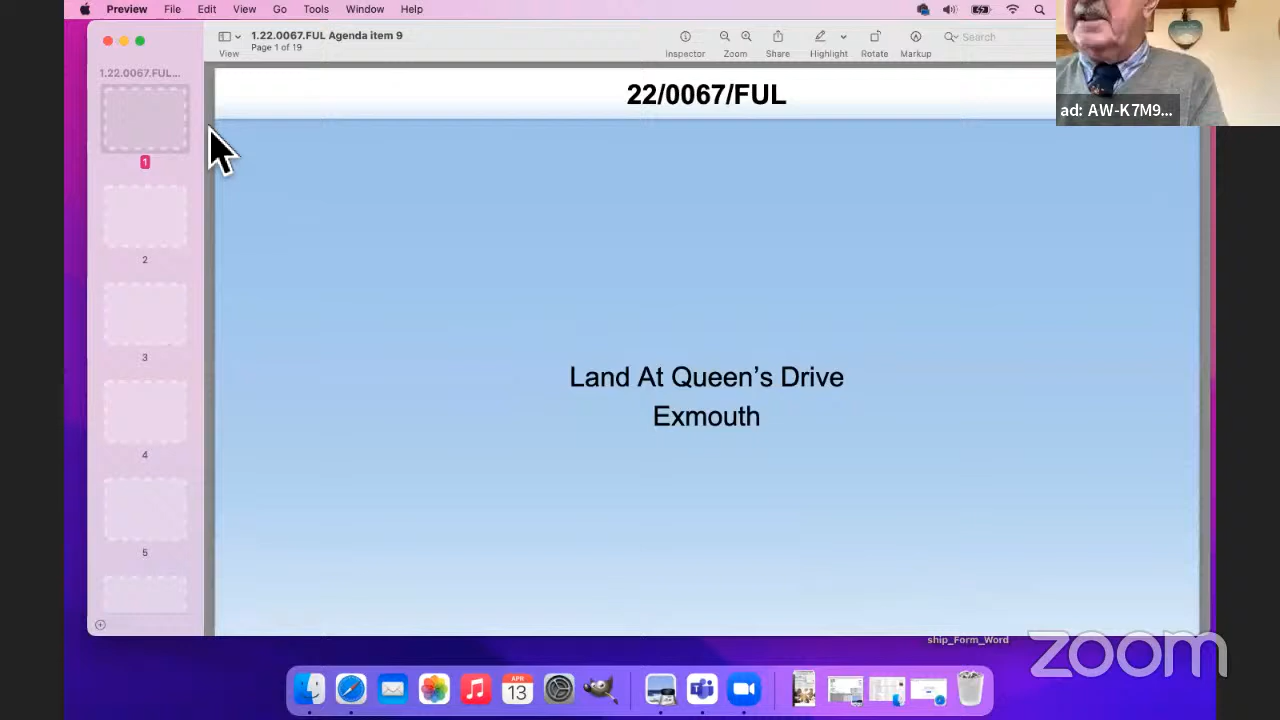 Preview File Edit View Go Tools Window Help
1.22.0067.FUL Agenda item 9
Page 1 of 19
View
Inspector Zoom Share Highlight Rotate Markup
Search
1.22.0067.FUL...
1
2
3
4
5
22/0067/FUL
Land At Queen’s Drive
Exmouth
ad: AW-K7M9...
ship_Form_Word
zoom
APR
13